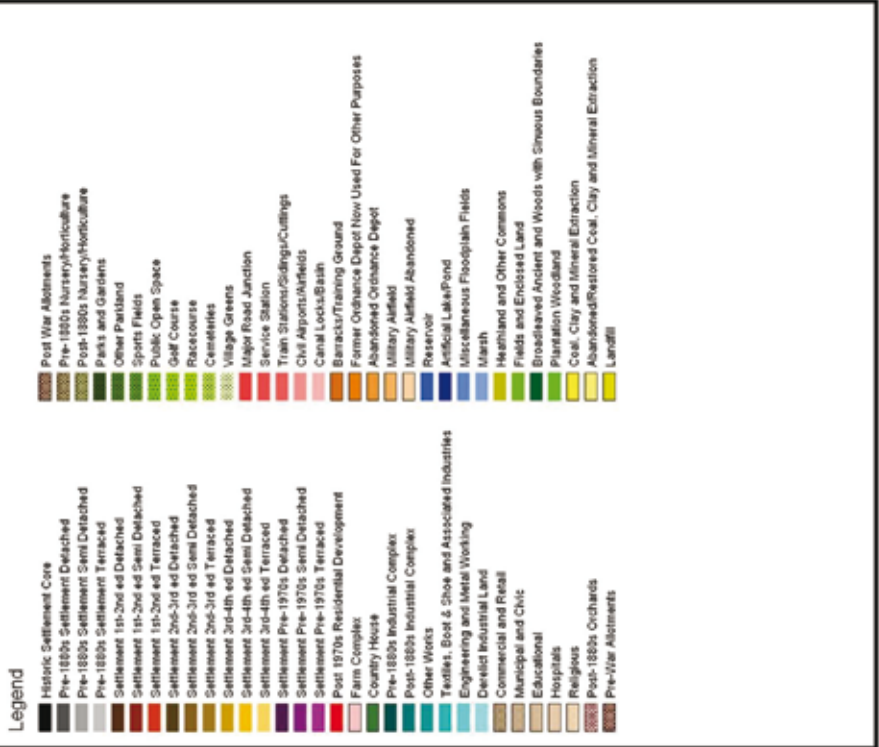 Legend
Historic Settlement Core
Pre-1880s Settlement Detached
Pre-1880s Settlement Semi Detached
Pre-1880s Settlement Terraced
Settlement 1st-2nd ed Detached
Settlement 1st-2nd ed Semi Detached
Settlement 1st-2nd ed Terraced
Settlement 2nd-3rd ed Detached
Settlement 2nd-3rd ed Semi Detached
Settlement 2nd-3rd ed Terraced
Settlement 3rd-4th ed Detached
Settlement 3rd-4th ed Semi Detached
Settlement 3rd-4th ed Terraced
Settlement Pre-1970s Detached
Settlement Pre-1970s Semi Detached
Settlement Pre-1970s Terraced
Post 1970s Residential Development
Farm Complex
Country House
Pre-1880s Industrial Complex
Post-1880s Industrial Complex
Other Works
Textiles, Boot & Shoe and Associated Industries
Engineering and Metal Working
Derelict Industrial Land
Commercial and Retail
Municipal and Civic
Educational
Hospitals
Religious
Post-1880s Orchards
Pre-War Allotments
Post War Allotments
Pre-1880s Nursery/Horticulture
Post-1880s Nursery/Horticulture
Parks and Gardens
Other Parkland
Sports Fields
Public Open Space
Golf Course
Racecourse
Cemeteries
Village Greens
Major Road Junction
Service Station
Train Stations/Sidings/Cuttings
Civil Airports/Airfields
Canal Locks/Basin
Barracks/Training Ground
Former Ordnance Depot Now Used For Other Purposes
Abandoned Ordnance Depot
Military Airfield
Military Airfield Abandoned
Reservoir
Artificial Lake/Pond
Miscellaneous Floodplain Fields
Marsh
Heathland and Other Commons
Fields and Enclosed Land
Broadleaved Ancient and Woods with Sinuous Boundaries
Plantation Woodland
Coal, Clay and Mineral Extraction
Abandoned/Restored Coal, Clay and Mineral Extraction
Landfill